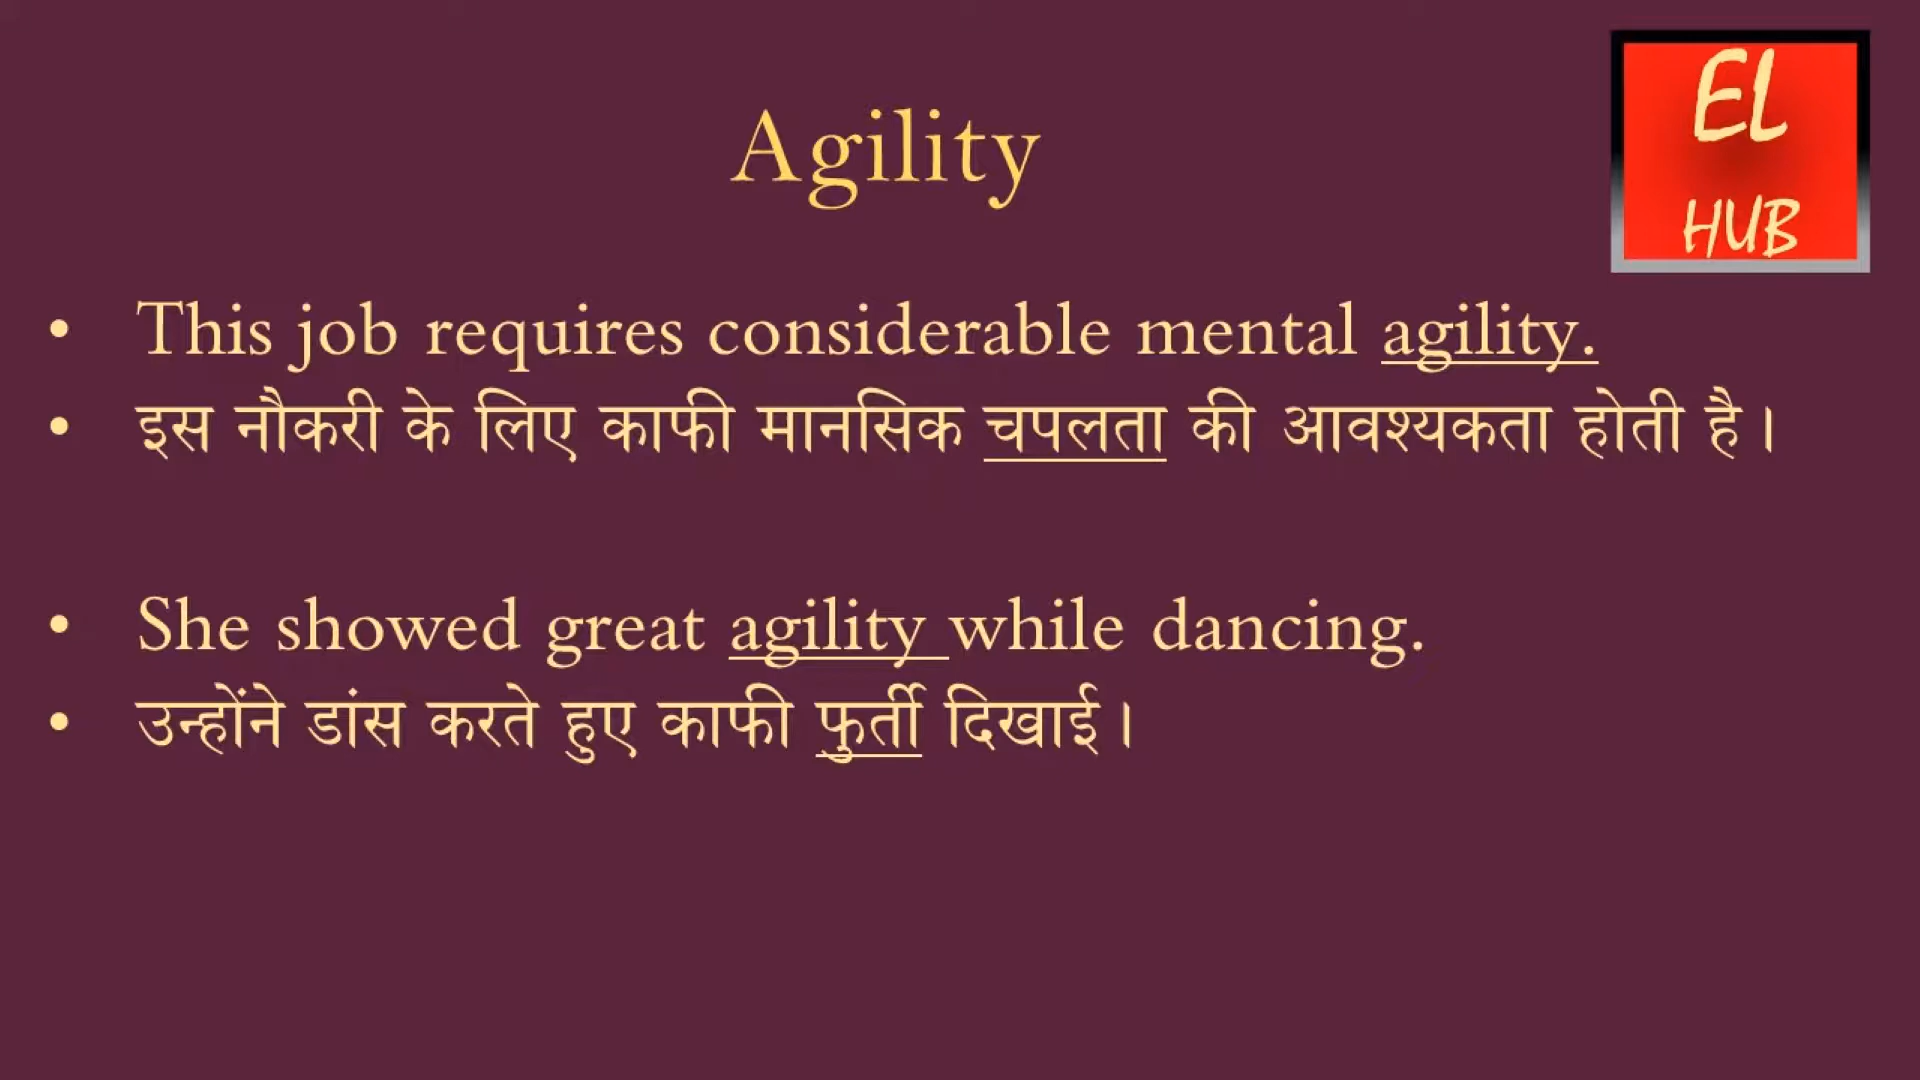 EL
HUB
Agility
• This job requires considerable mental agility.
• इस नौकरी के लिए काफी मानसिक चपलता की आवश्यकता होती है।
• She showed great agility while dancing.
• उन्होंने डांस करते हुए काफी फुर्ती दिखाई।